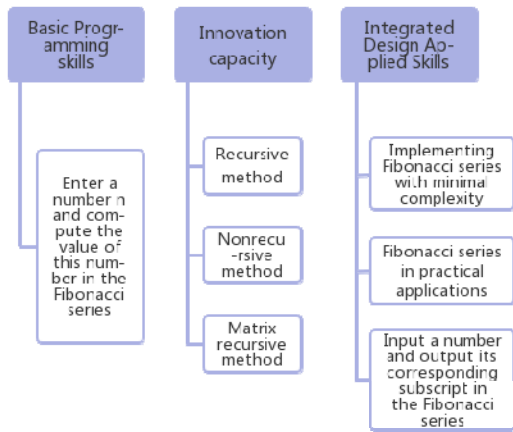 Basic Progr-
amming
skills
Enter a
number n
and com-
pute the
value of
this num-
ber in the
Fibonacci
series
Innovation
capacity
Recursive
method
Nonrecu
-rsive method
Matrix
recursive
method
Integrated
Design Ap-
plied Skills
Implementing
Fibonacci series
with minimal
complexity
Fibonacci series
in practical
applications
Input a number
and output its
corresponding
subscript in
the Fibonacci
series